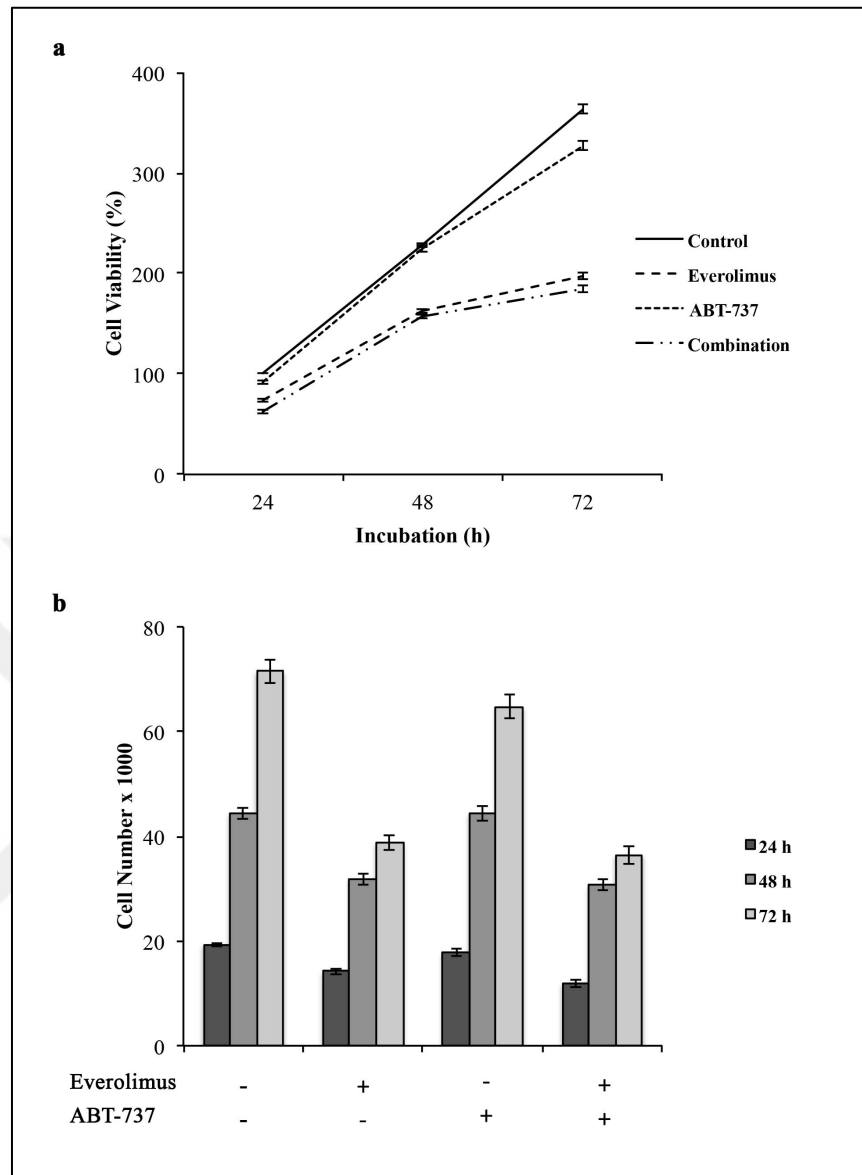 a
400
300
200
100
0
Cell Viability (%)
24 48 72
Incubation (h)
Control
Everolimus
ABT-737
Combination
b
80
60
40
20
0
Cell Number x 1000
24 h
48 h
72 h
Everolimus - + - +
ABT-737 - - + +